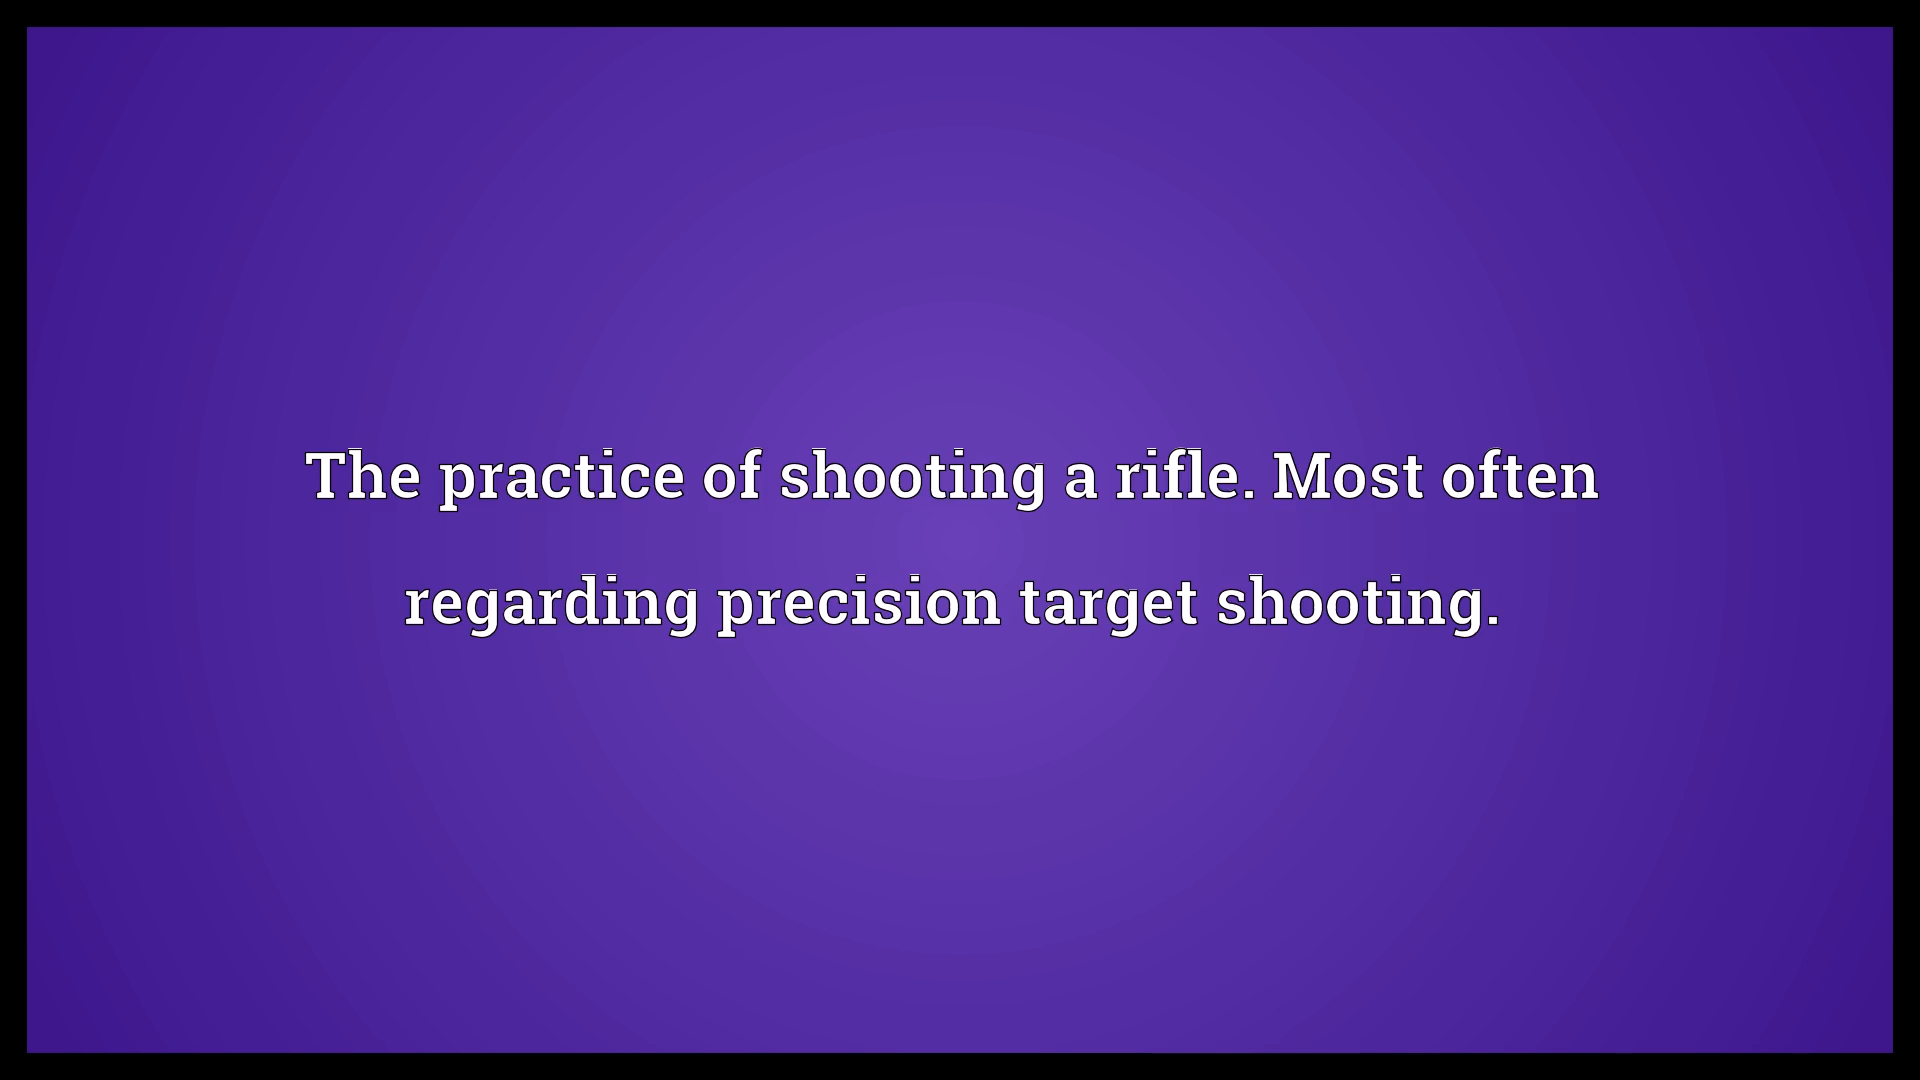 The practice of shooting a rifle. Most often
regarding precision target shooting.